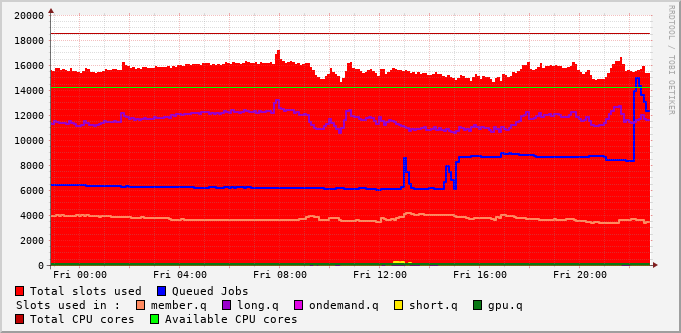 20000
18000
16000
14000
12000
10000
8000
6000
4000
2000
0
Fri 00:00 Fri 04:00 Fri 08:00 Fri 12:00 Fri 16:00 Fri 20:00
Total slots used Queued Jobs
Slots used in : member.q long.q ondemand.q short.q gpu.q
Total CPU cores Available CPU cores
RRDTOOL / TOBI OETIKER